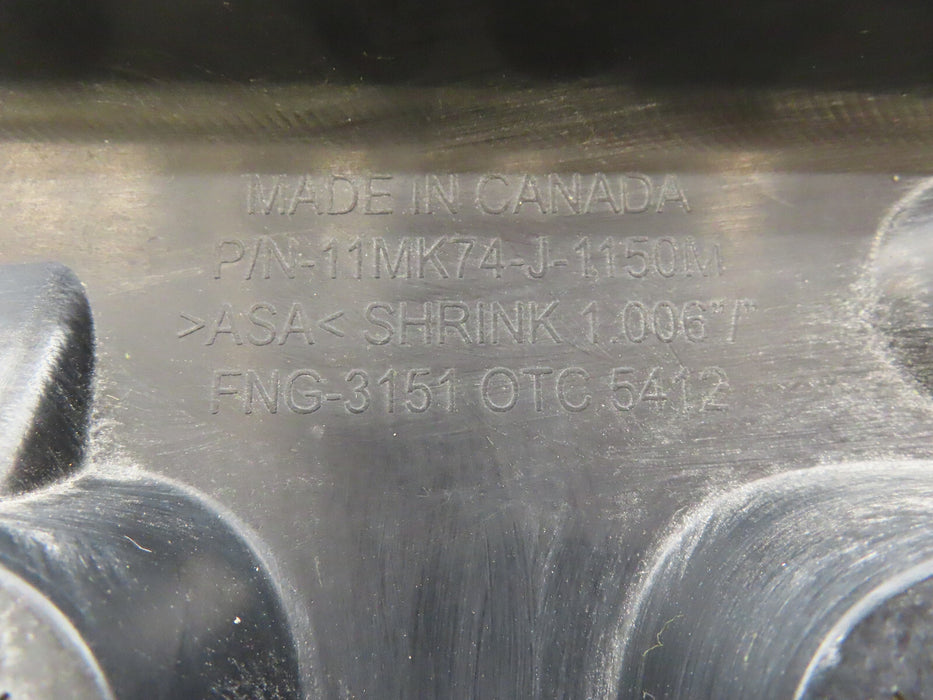 MADE IN CANADA
P/N-11MK74-J-1150M
>ASA< SHRINK 1.006"/"
FNG-3151 OTC 5412